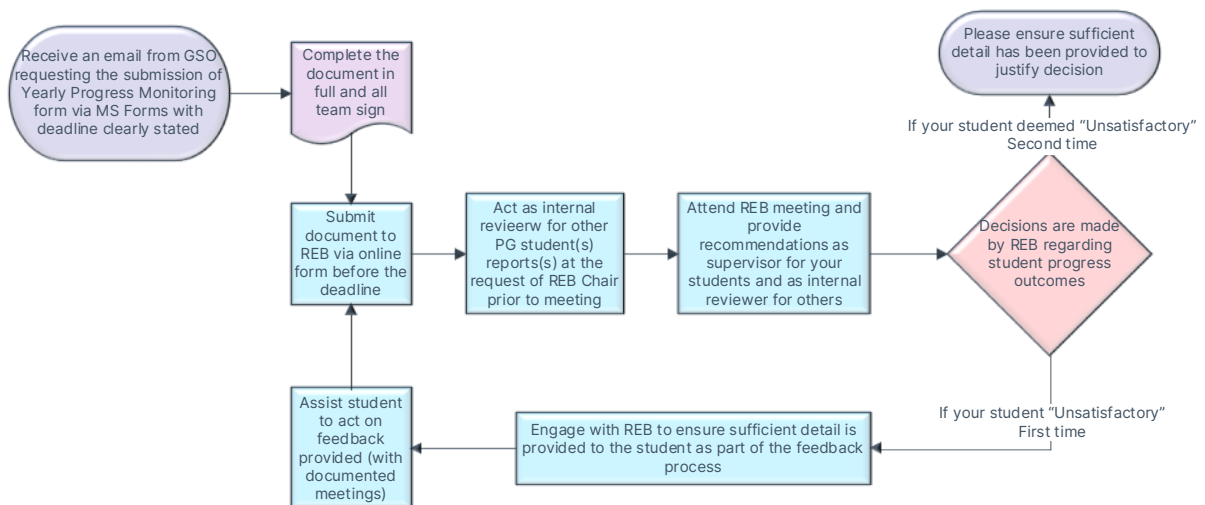 Receive an email from GSO
requesting the submission of
Yearly Progress Monitoring
form via MS Forms with
deadline clearly stated
Complete the
document in
full and all
team sign
Please ensure sufficient
detail has been provided to
justify decision
If your student deemed “Unsatisfactory”
Second time
Submit
document to
REB via online
form before the
deadline
Act as internal
revieerw for other
PG student(s)
reports(s) at the
request of REB Chair
prior to meeting
Attend REB meeting and
provide
recommendations as
supervisor for your
students and as internal
reviewer for others
Decisions are made
by REB regarding
student progress
outcomes
If your student “Unsatisfactory”
First time
Engage with REB to ensure sufficient detail is
provided to the student as part of the feedback
process
Assist student
to act on
feedback
provided (with
documented
meetings)